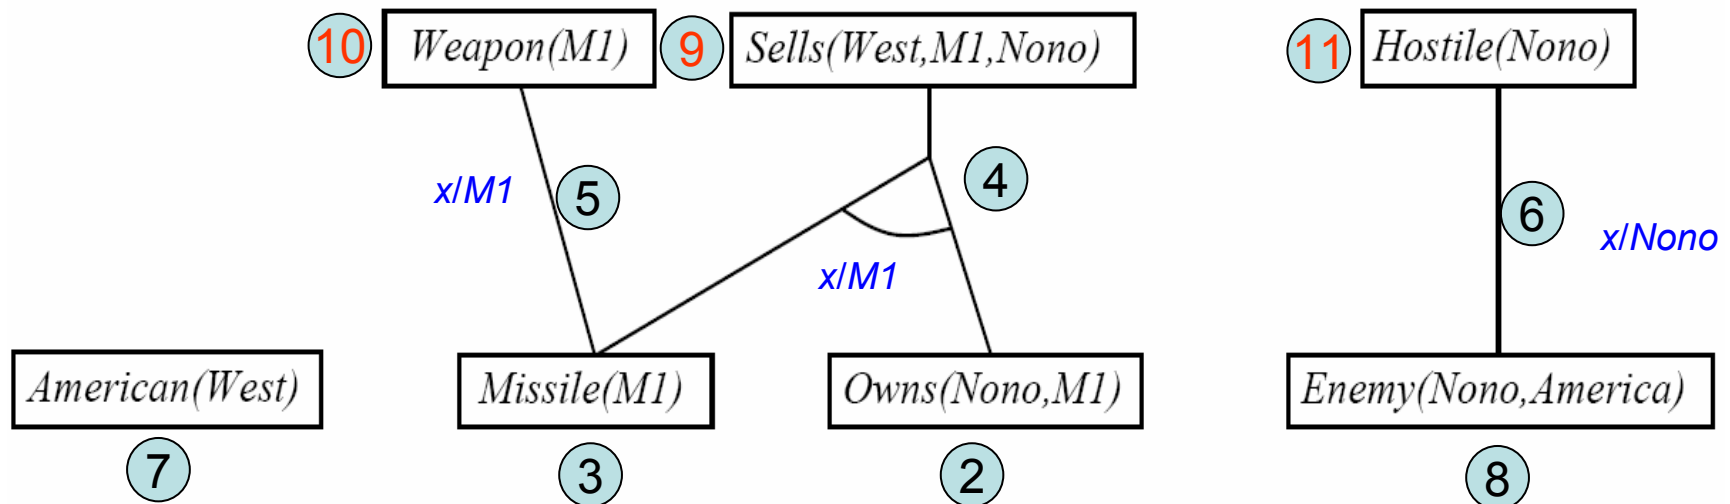 10 Weapon(M1) 9 Sells(West,M1,Nono) 11 Hostile(Nono)
4
x/M1 5
6
x/Nono
x/M1
American(West) Missile(M1) Owns(Nono,M1) Enemy(Nono,America)
7 3 2 8